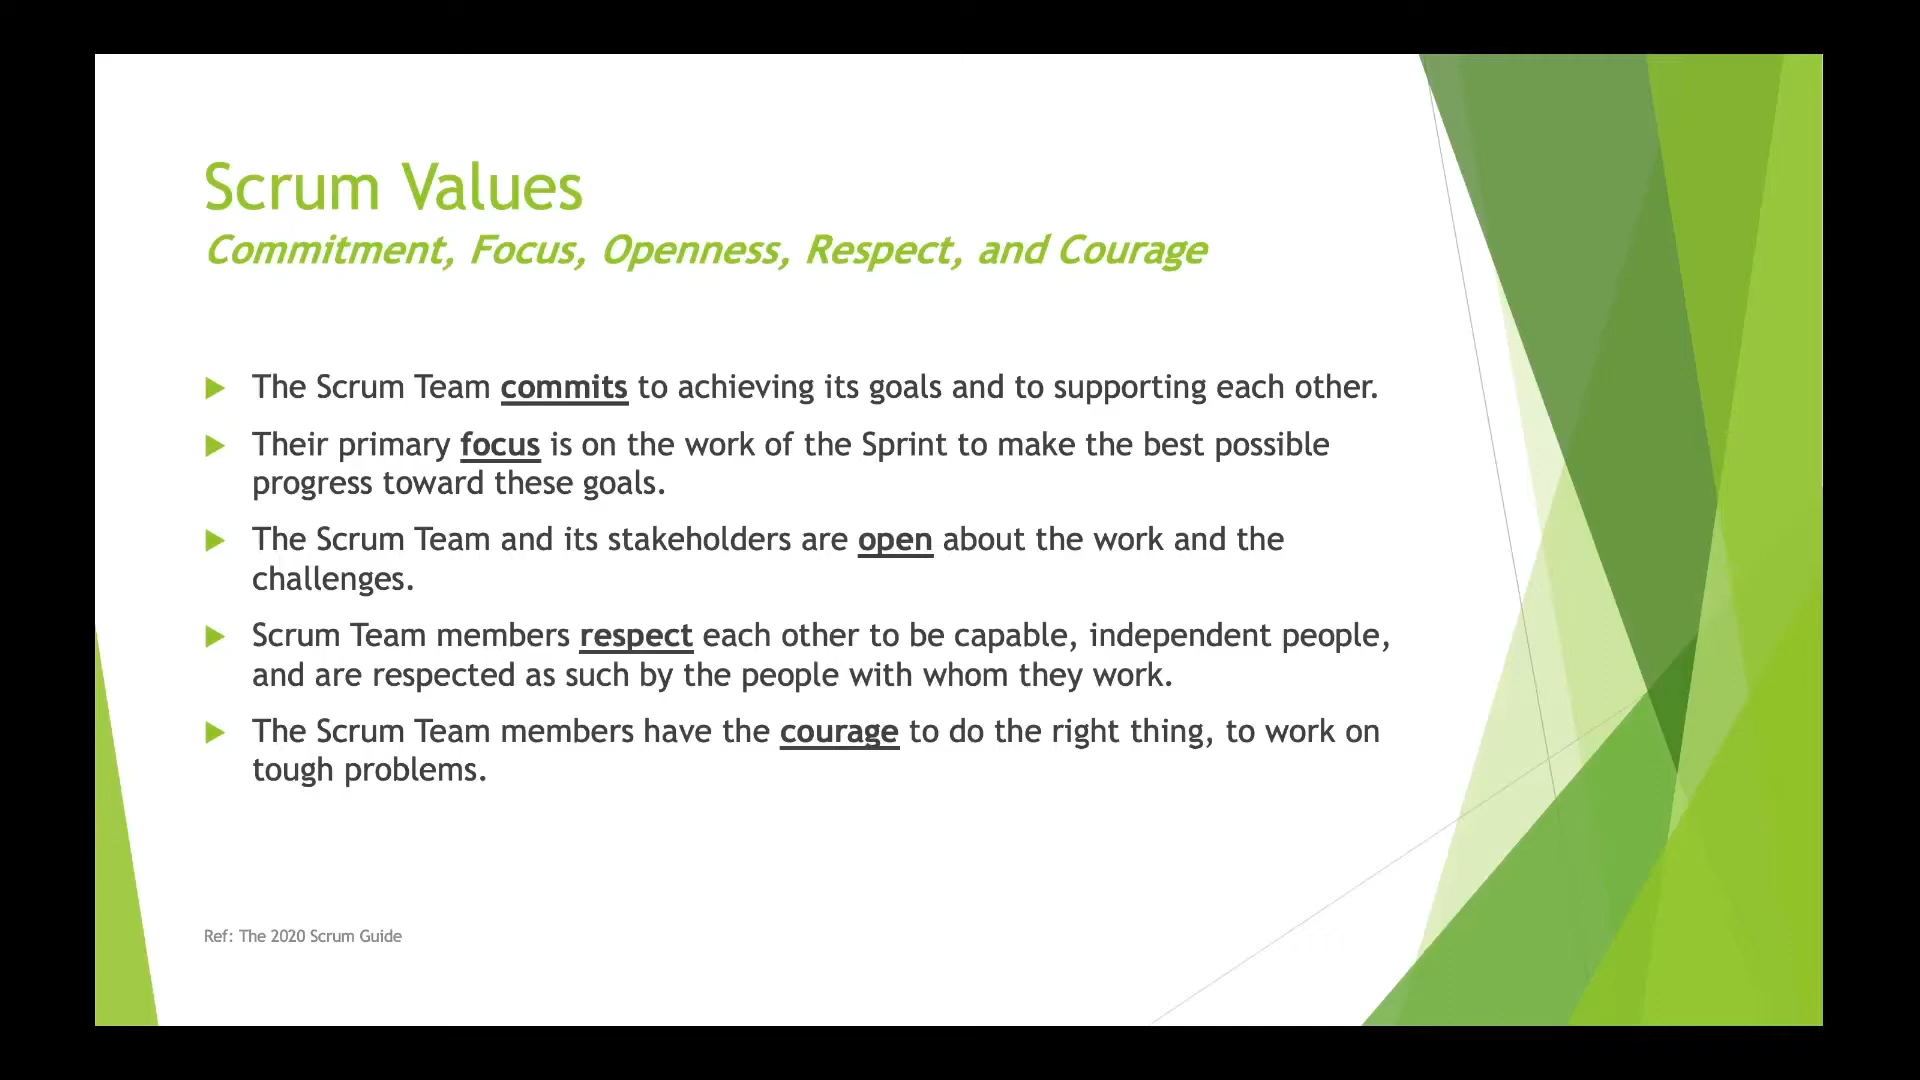 Scrum Values
Commitment, Focus, Openness, Respect, and Courage
The Scrum Team commits to achieving its goals and to supporting each other.
Their primary focus is on the work of the Sprint to make the best possible
progress toward these goals.
The Scrum Team and its stakeholders are open about the work and the
challenges.
Scrum Team members respect each other to be capable, independent people,
and are respected as such by the people with whom they work.
The Scrum Team members have the courage to do the right thing, to work on
tough problems.
Ref: The 2020 Scrum Guide